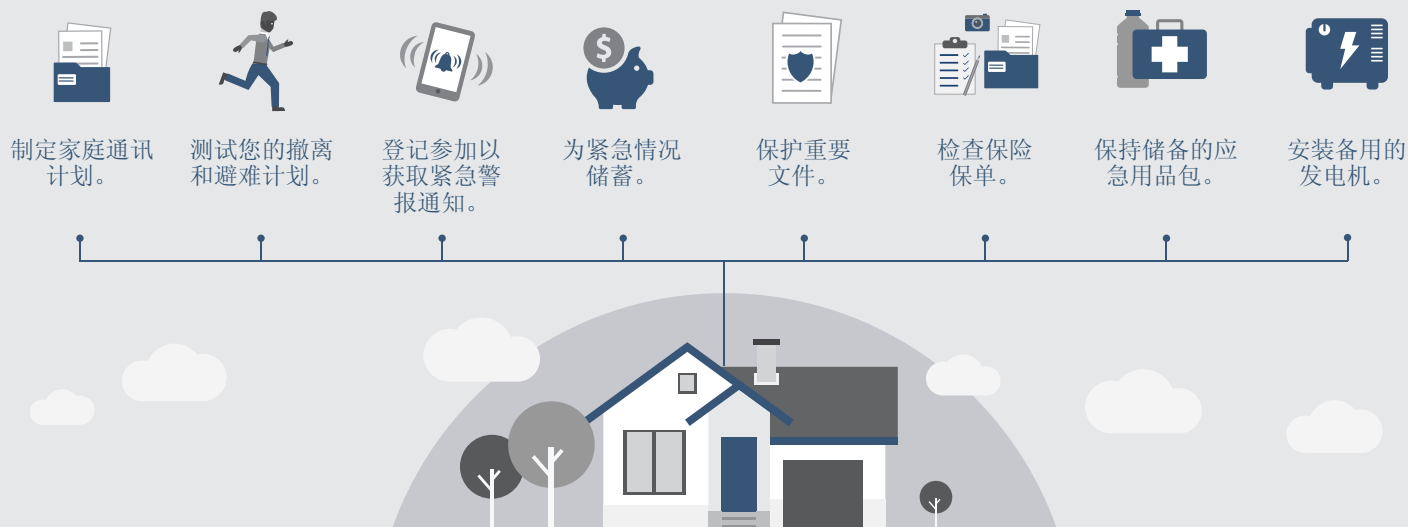 制定家庭通讯
计划。
测试您的撤离
和避难计划。
登记参加以
获取紧急警
报通知。
$
为紧急情况
储蓄。
保护重要
文件。
检查保险
保单。
保持储备的应
急用品包。
安装备用的
发电机。